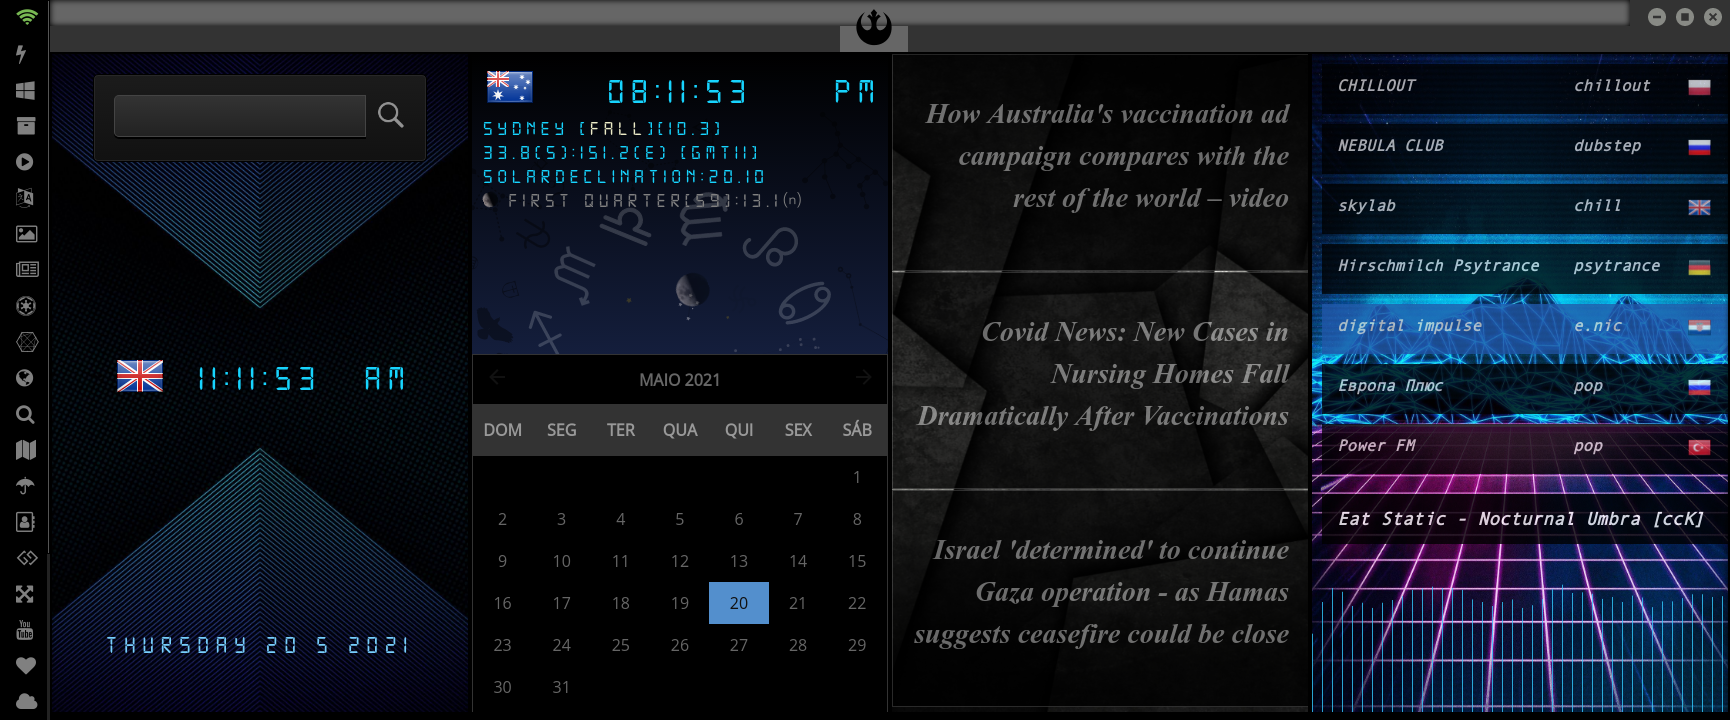 You
Tube
11:11:53 AM
THURSDAY 20 5 2021
08:11:53 PM
SYDNEY [FALL][10.3]
33.8(S):151.2(E) [GMT11]
SOLARDECLINATION:20.10
FIRST QUARTER[59]:13.1(n)
MAIO 2021
DOM SEG TER QUA QUI SEX SÁB
1
2 3 4 5 6 7 8
9 10 11 12 13 14 15
16 17 18 19 20 21 22
23 24 25 26 27 28 29
30 31
How Australia's vaccination ad
campaign compares with the
rest of the world – video
Covid News: New Cases in
Nursing Homes Fall
Dramatically After Vaccinations
Israel 'determined' to continue
Gaza operation - as Hamas
suggests ceasefire could be close
CHILLOUT chillout
NEBULA CLUB dubstep
skylab chill
Hirschmilch Psytrance psytrance
digital impulse e.nic
Европа Плюс pop
Power FM pop
Eat Static - Nocturnal Umbra [ccK]